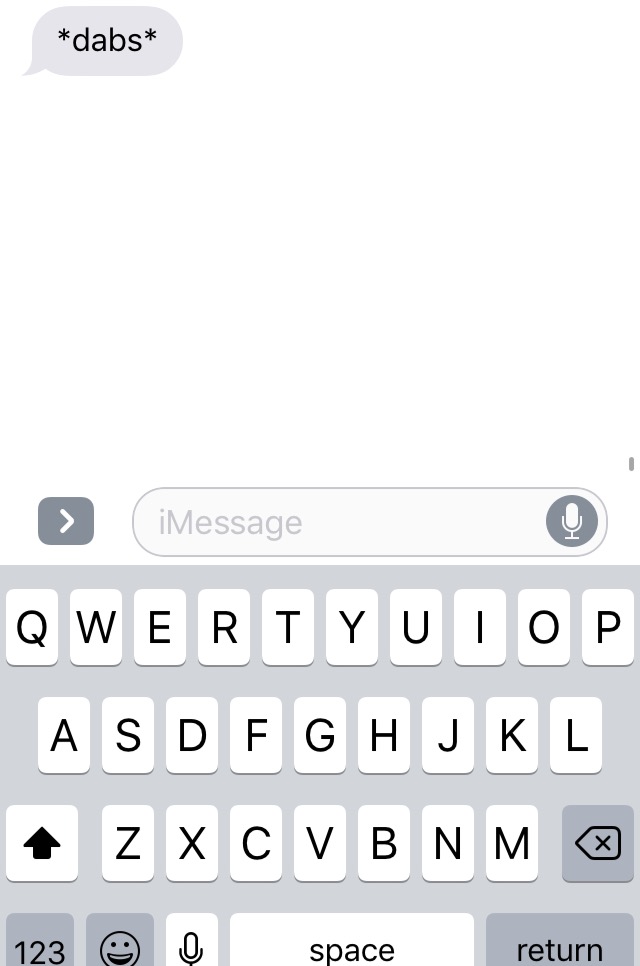 *dabs*
iMessage
Q W E R T Y U I O P
A S D F G H J K L
Z X C V B N M
123 space return